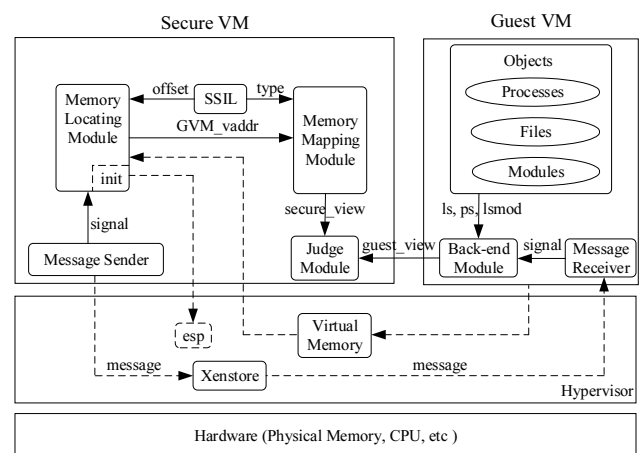 Secure VM
Guest VM
Memory
Locating
Module
init
offset
SSIL
type
GVM_vaddr
Memory
Mapping
Module
Objects
Processes
Files
Modules
signal
secure_view
ls, ps, lsmod
Message Sender
Judge
Module
guest_view
Back-end
Module
signal
Message
Receiver
esp
Virtual
Memory
message
Xenstore
message
Hypervisor
Hardware (Physical Memory, CPU, etc )